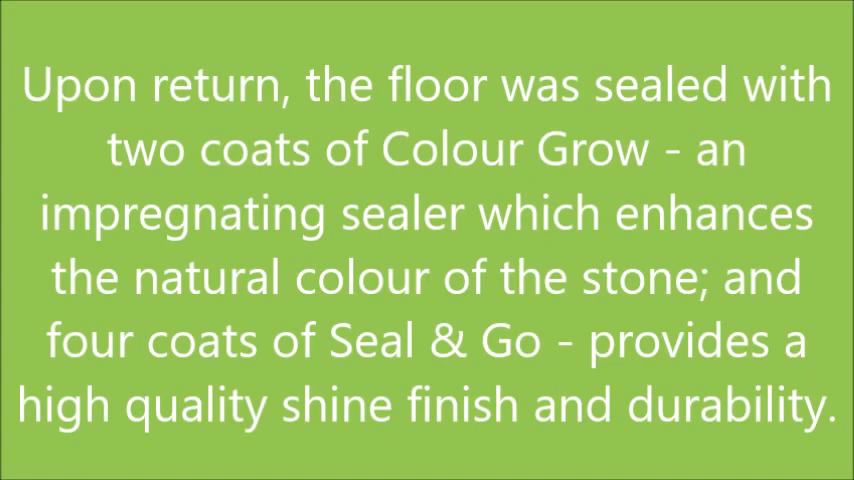 Upon return, the floor was sealed with
two coats of Colour Grow - an
impregnating sealer which enhances
the natural colour of the stone; and
four coats of Seal & Go - provides a
high quality shine finish and durability.